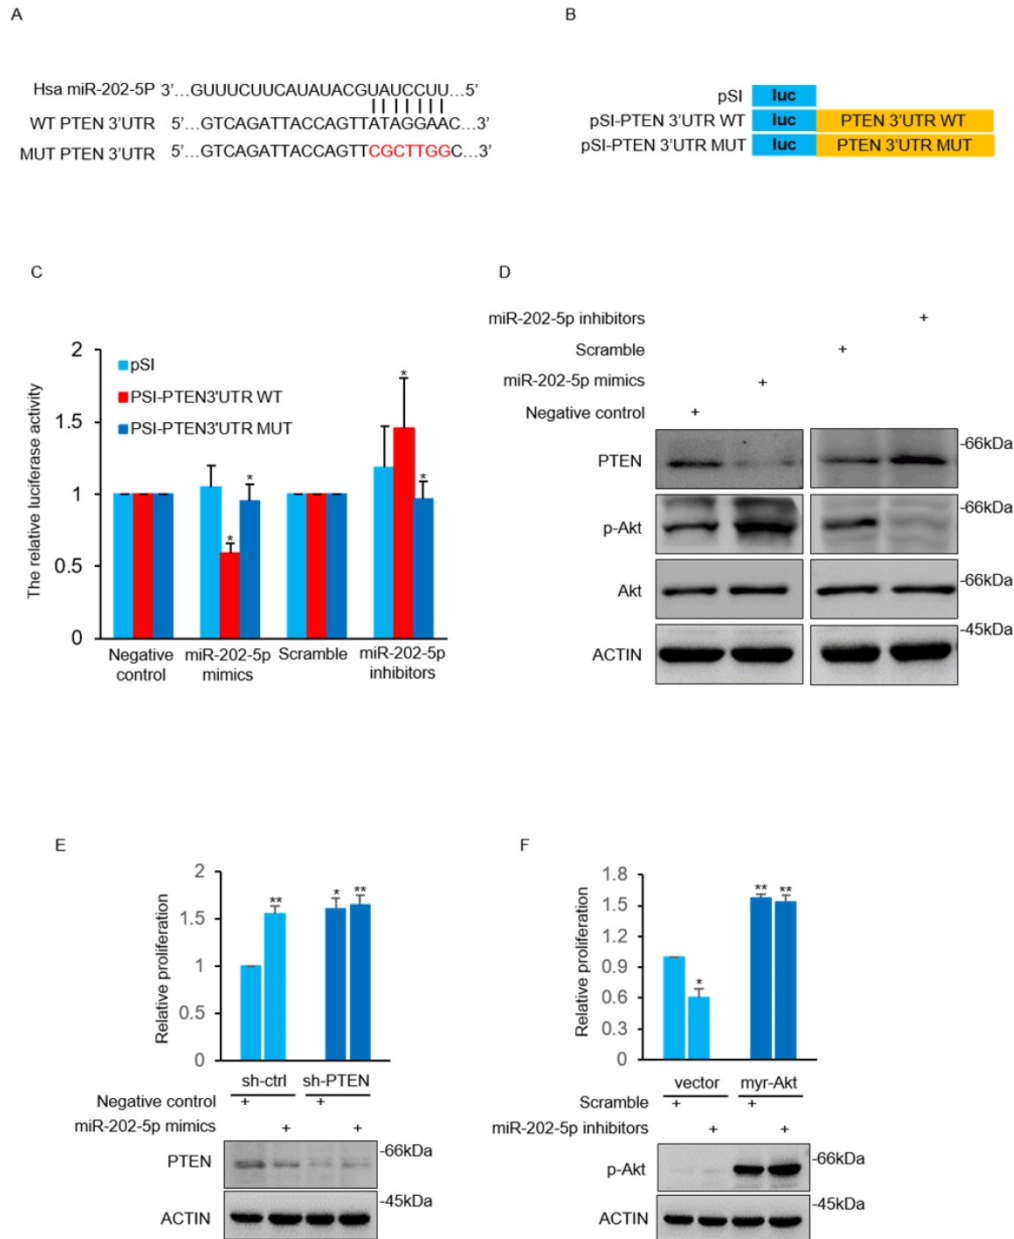 A
Hsa miR-202-5P 3'...GUUUCUUCAUAUACGUAUCCUU...5'
WT PTEN 3'UTR 5'...GTCAGATTACCAGTTATAGGAAC...3'
MUT PTEN 3'UTR 5'...GTCAGATTACCAGTTCGCTTGGC...3'
B
pSI luc
pSI-PTEN 3'UTR WT luc PTEN 3'UTR WT
pSI-PTEN 3'UTR MUT luc PTEN 3'UTR MUT
C
The relative luciferase activity
2
1.5
1
0.5
0
pSI
PSI-PTEN3'UTR WT
PSI-PTEN3'UTR MUT
* * * *
Negative control
miR-202-5p mimics
Scramble
miR-202-5p inhibitors
D
miR-202-5p inhibitors +
Scramble +
miR-202-5p mimics +
Negative control +
PTEN -66kDa
p-Akt -66kDa
Akt -66kDa
ACTIN -45kDa
E
Relative proliferation
2
1.5
1
0.5
0
** * **
sh-ctrl sh-PTEN
Negative control + +
miR-202-5p mimics + +
PTEN -66kDa
ACTIN -45kDa
F
Relative proliferation
1.8
1.5
1.2
0.9
0.6
0.3
0
* ** **
vector myr-Akt
Scramble + +
miR-202-5p inhibitors + +
p-Akt -66kDa
ACTIN -45kDa